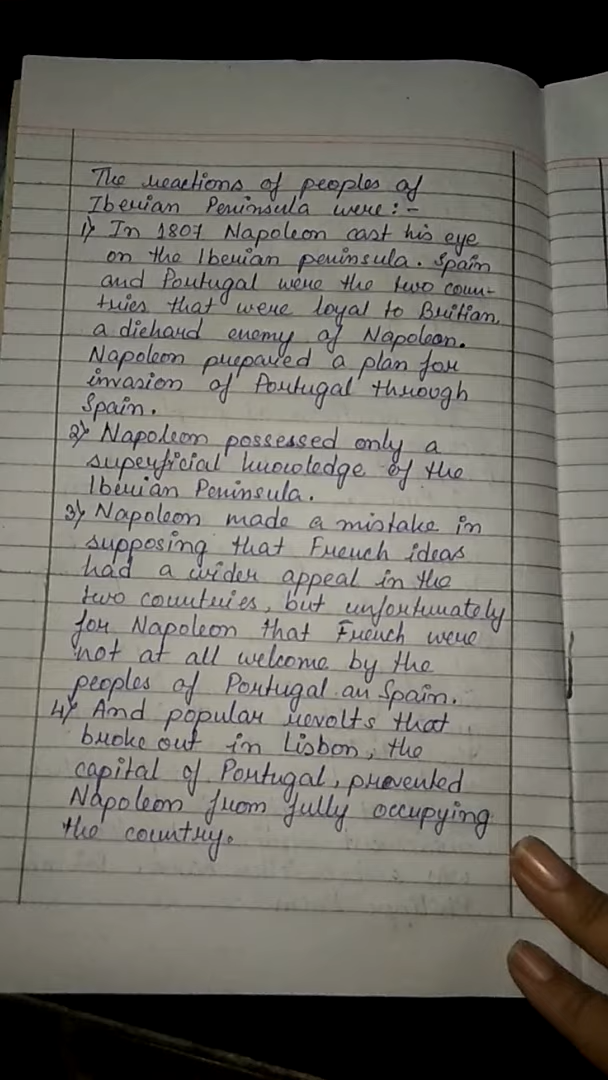 The reactions of peoples of
Iberian Peninsula were :-
1) In 1807 Napoleon cast his eye
on the Iberian peninsula. Spain
and Portugal were the two coun-
tries that were loyal to Britian,
a diehard enemy of Napoleon.
Napoleon prepared a plan for
invasion of Portugal through
Spain.
2) Napoleon possessed only a
superficial knowledge of the
Iberian Peninsula.
3) Napoleon made a mistake in
supposing that French ideas
had a wider appeal in the
two countries, but unfortunately
for Napoleon that French were
not at all welcome by the
peoples of Portugal an Spain.
4) And popular revolts that
broke out in Lisbon, the
capital of Portugal, prevented
Napoleon from fully occupying
the country.